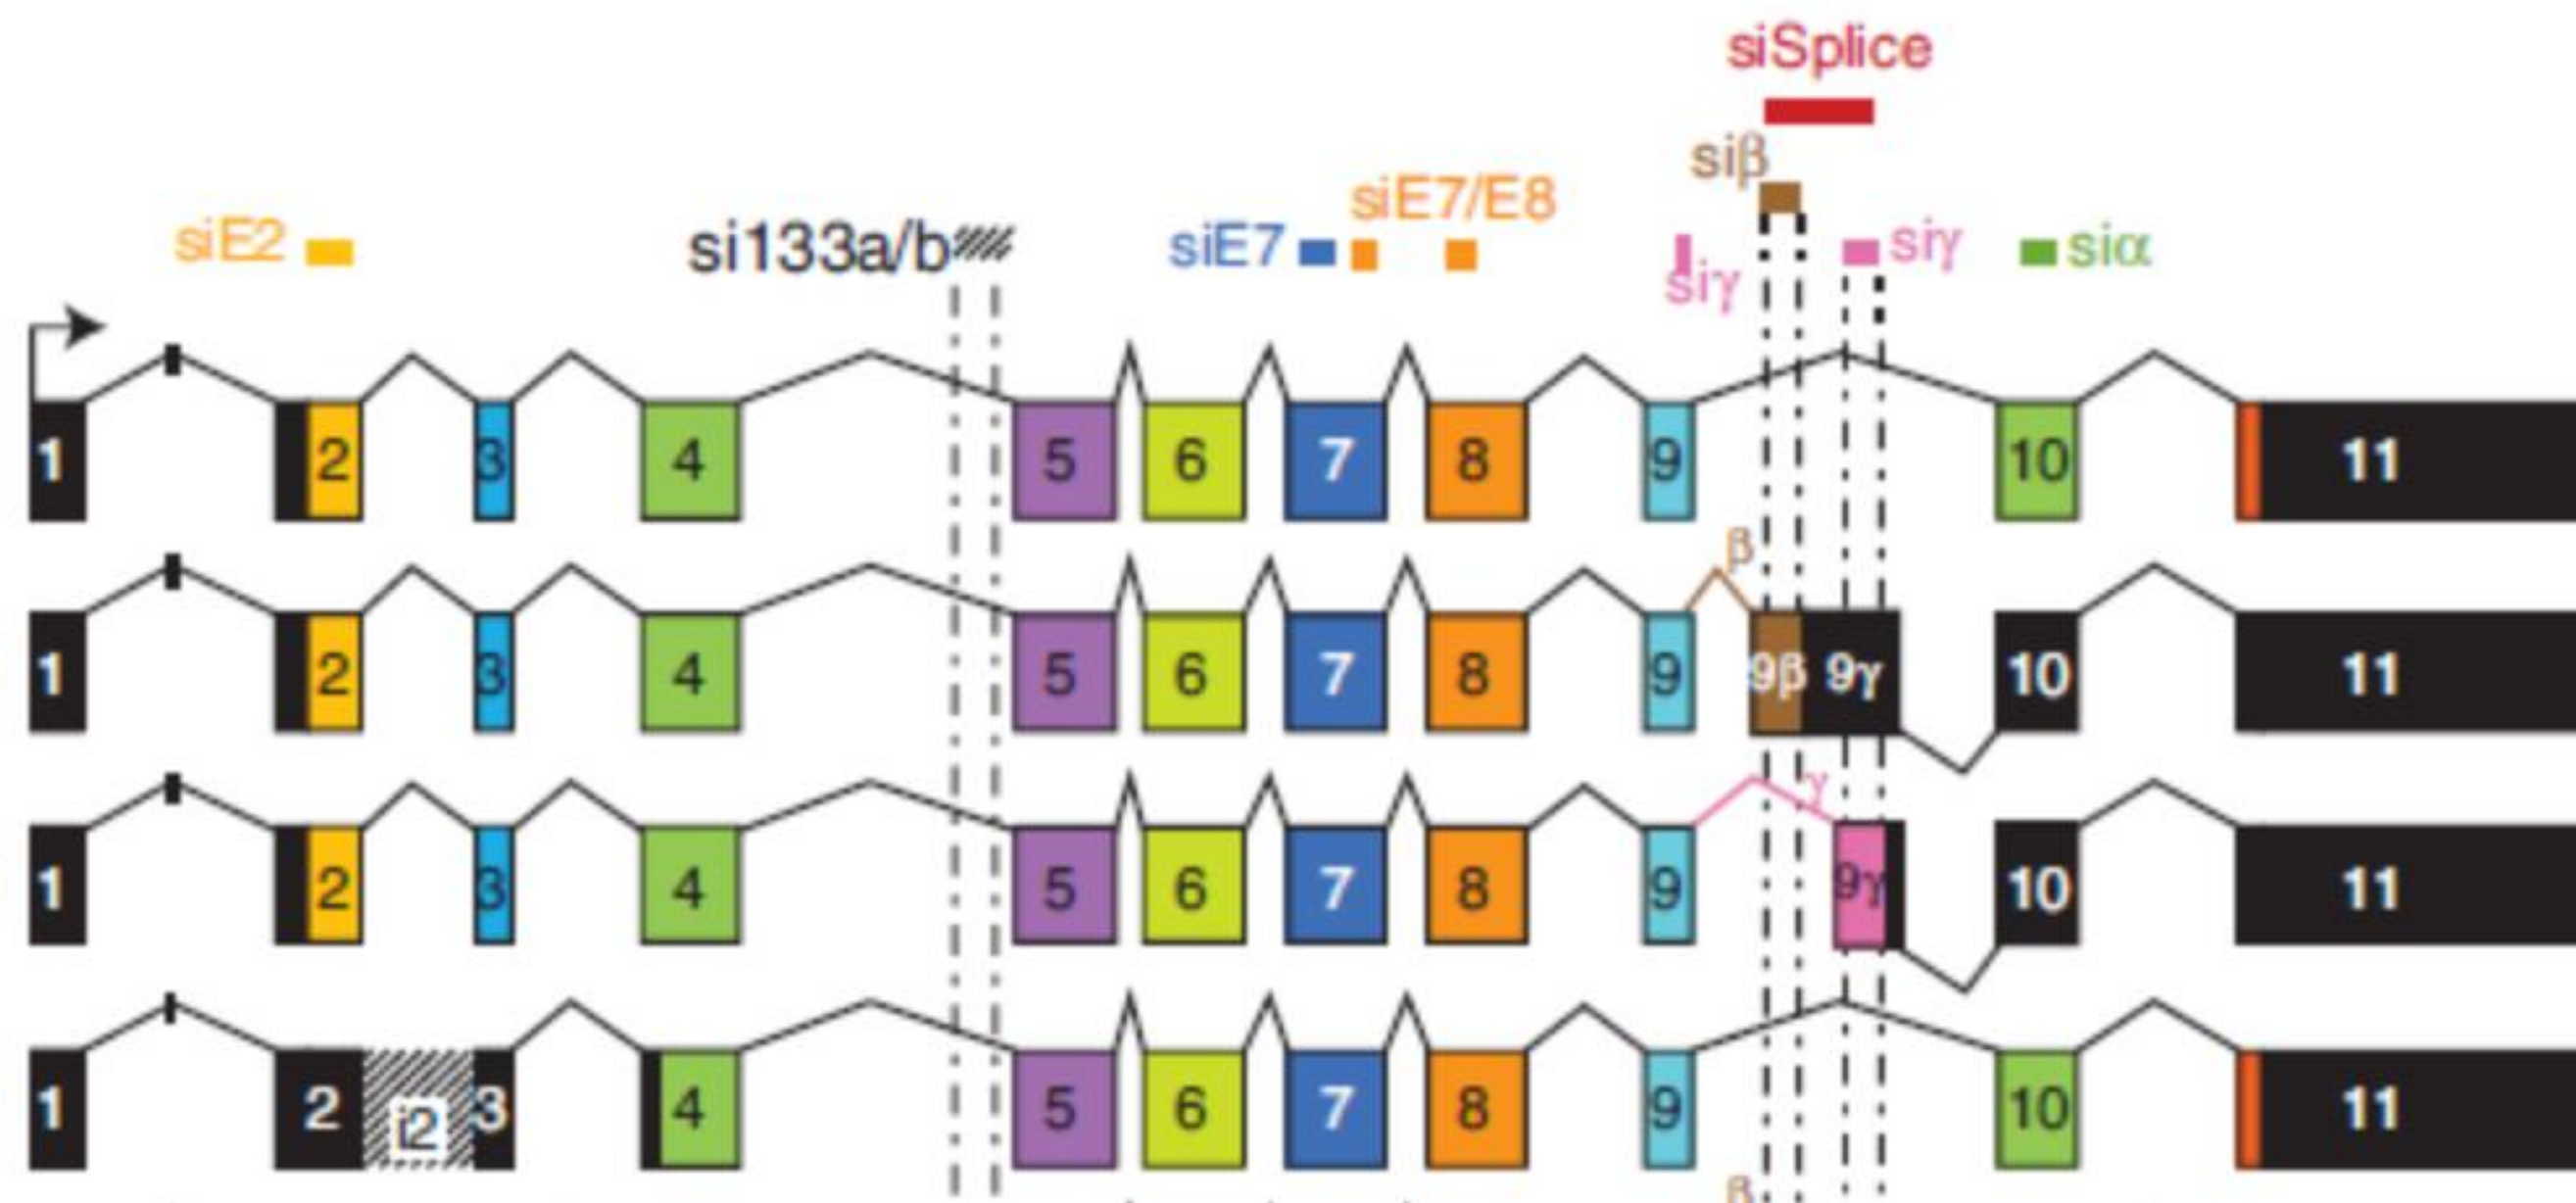 siSplice
siβ
siE7/E8
siE2 si133a/b siE7 siγ siα
siγ
1 2 3 4 5 6 7 8 9 10 11
β
1 2 3 4 5 6 7 8 9 9β 9γ 10 11
γ
1 2 3 4 5 6 7 8 9 9γ 10 11
1 2 i2 3 4 5 6 7 8 9 10 11
β